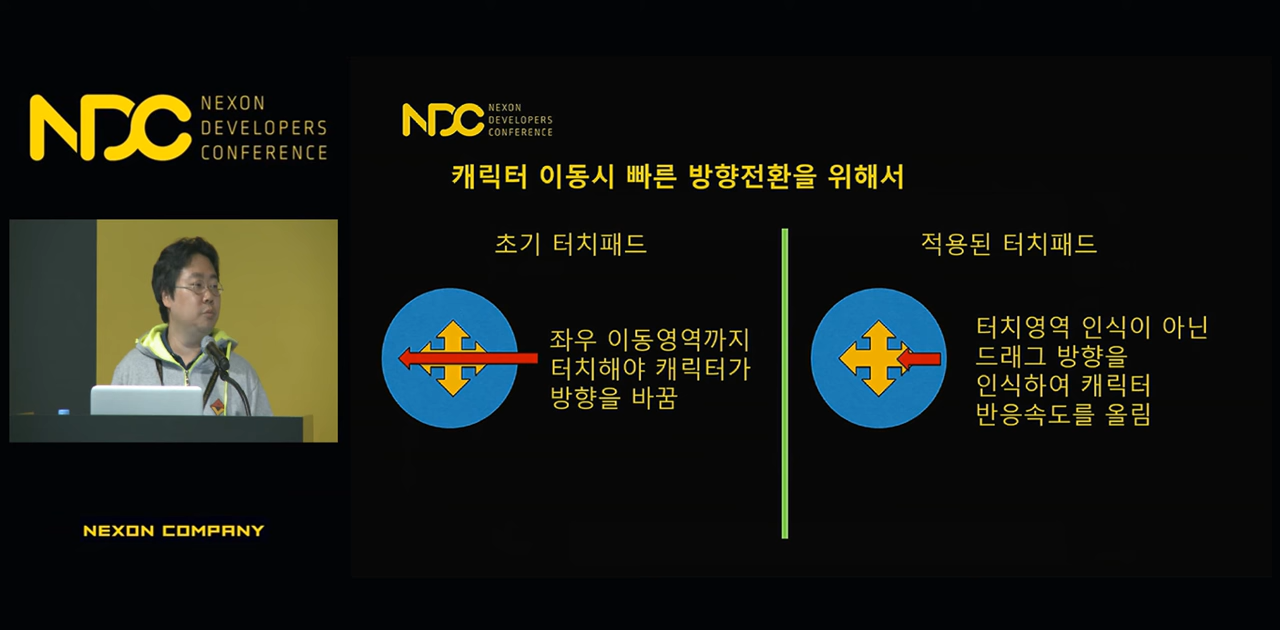 NDC
NEXON
DEVELOPERS
CONFERENCE
NEXON COMPANY
NDC
NEXON
DEVELOPERS
CONFERENCE
캐릭터 이동시 빠른 방향전환을 위해서
초기 터치패드
좌우 이동영역까지
터치해야 캐릭터가
방향을 바꿈
적용된 터치패드
터치영역 인식이 아닌
드래그 방향을
인식하여 캐릭터
반응속도를 올림